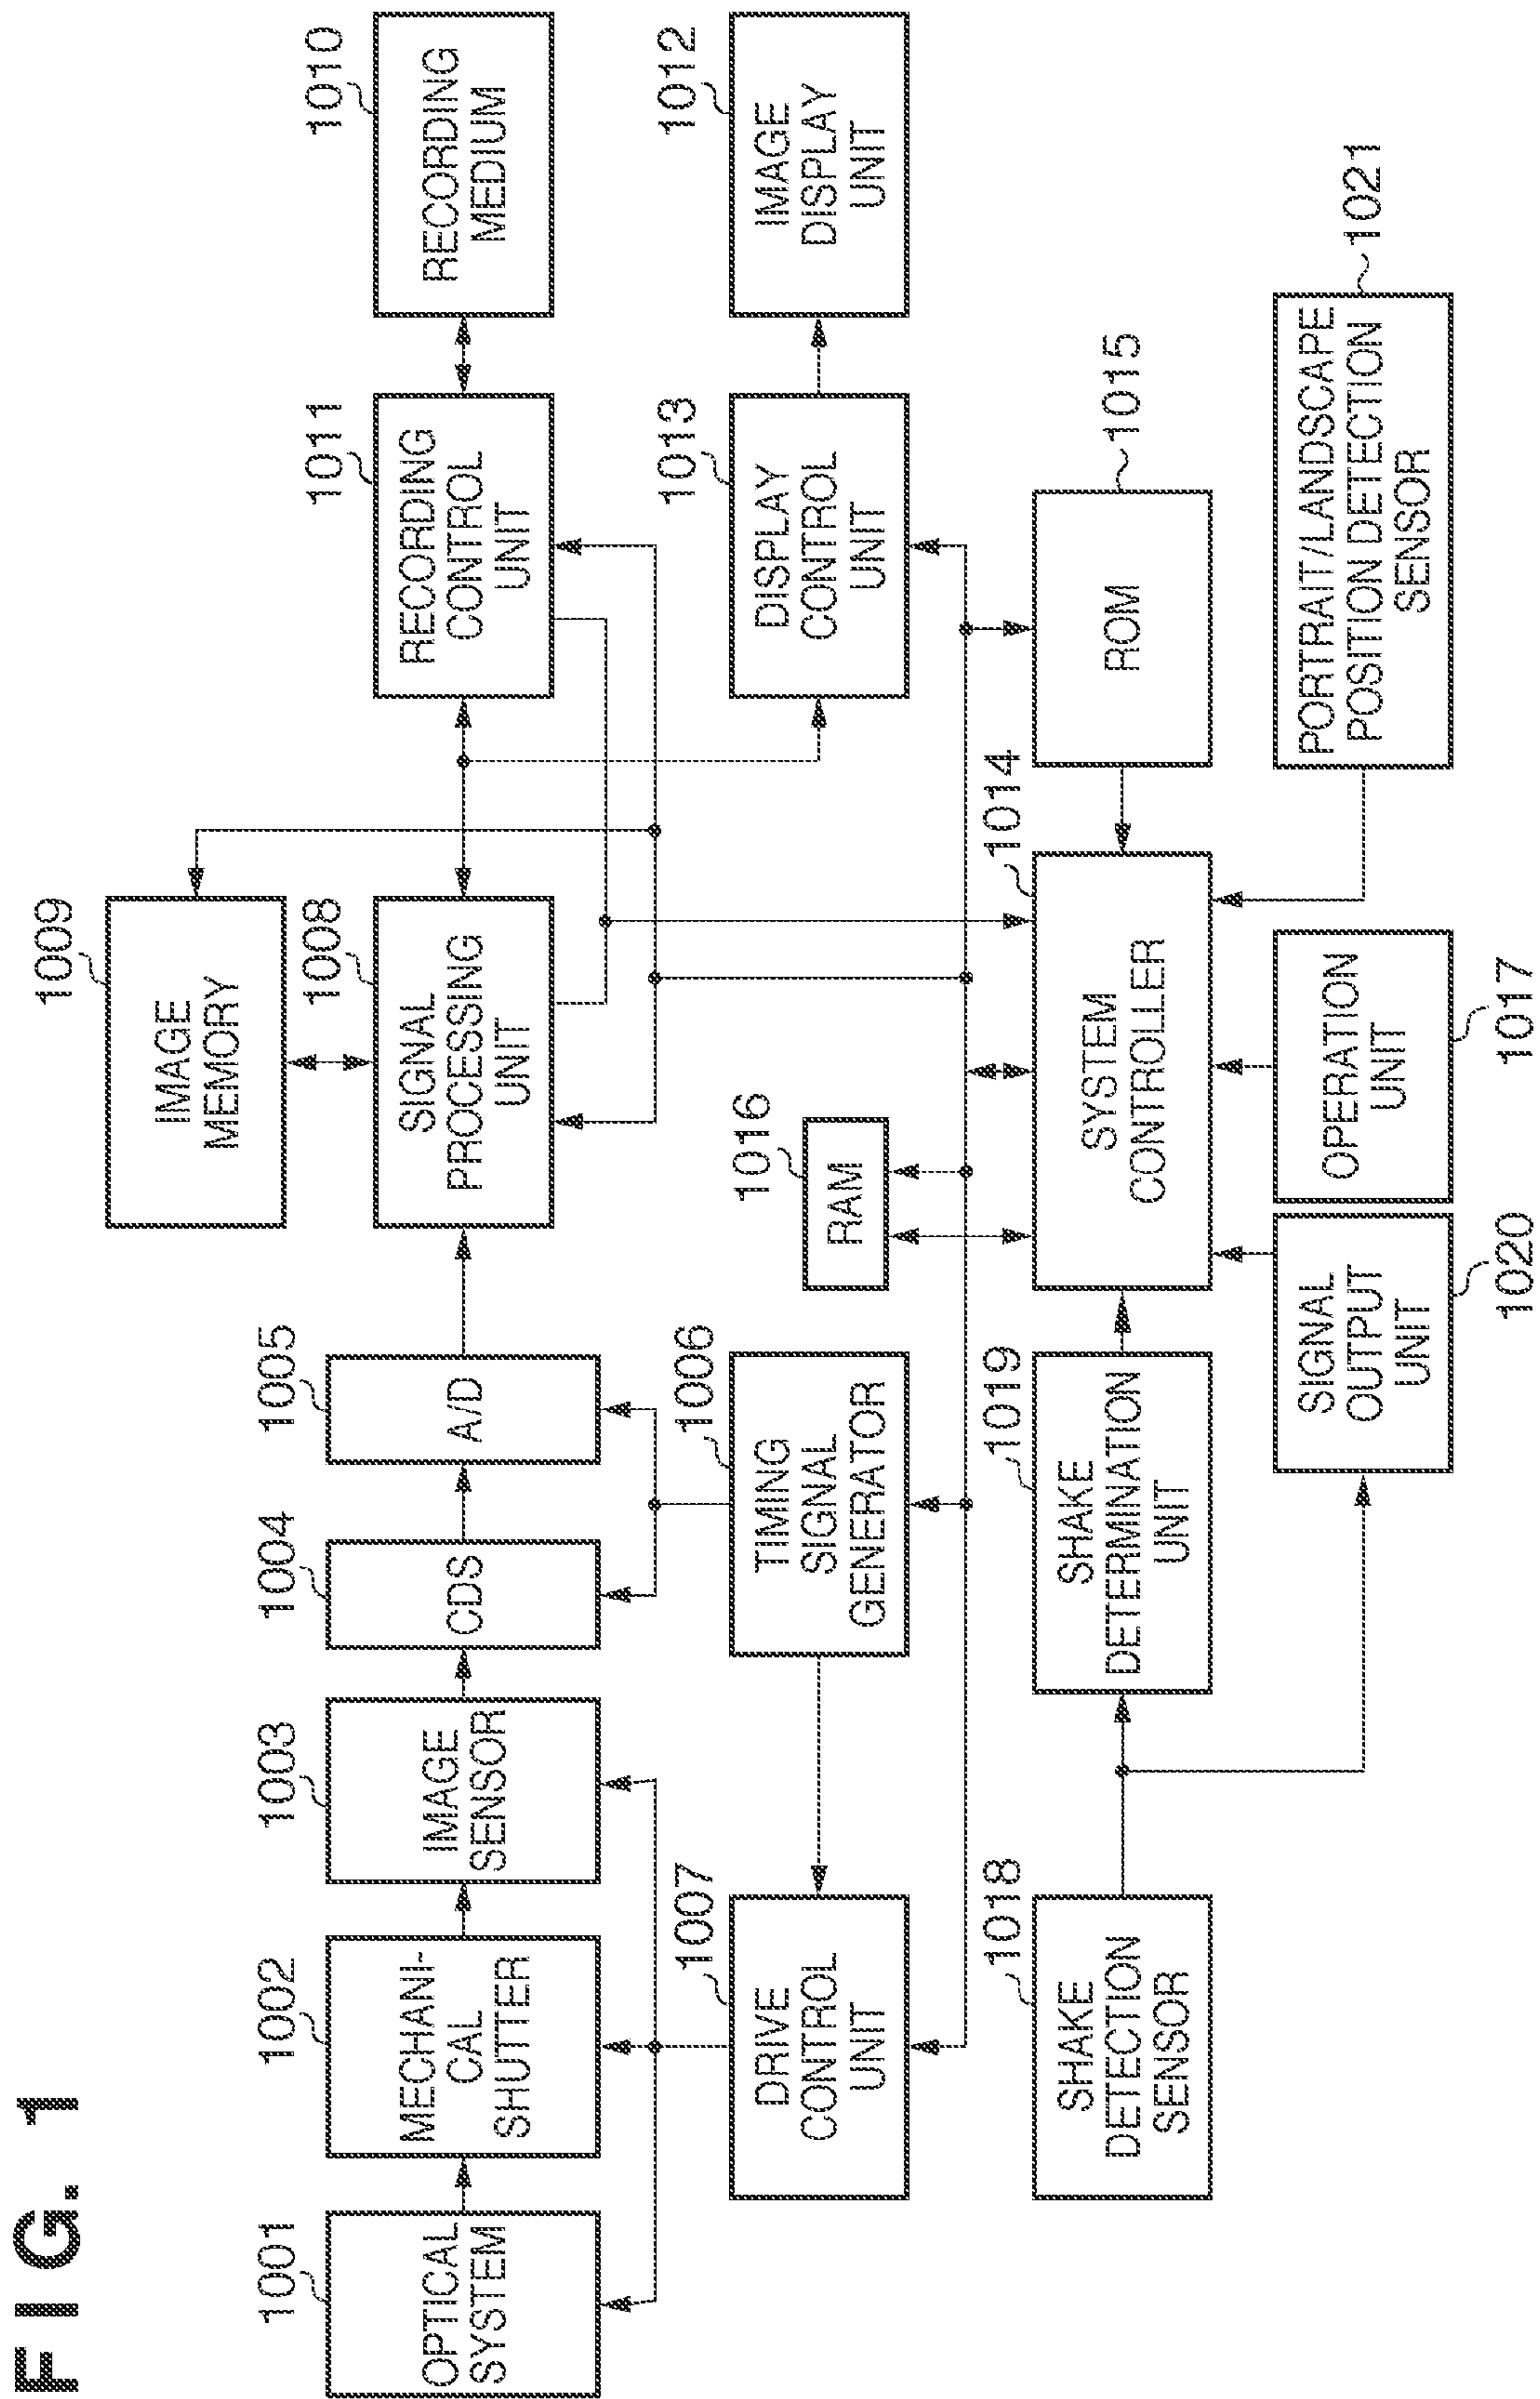 FIG. 1
1001
OPTICAL
SYSTEM
1002
MECHANI-
CAL
SHUTTER
1003
IMAGE
SENSOR
1004
CDS
1005
A/D
1009
IMAGE
MEMORY
1008
SIGNAL
PROCESSING
UNIT
1011
RECORDING
CONTROL
UNIT
1010
RECORDING
MEDIUM
1007
DRIVE
CONTROL
UNIT
1006
TIMING
SIGNAL
GENERATOR
1016
RAM
1013
DISPLAY
CONTROL
UNIT
1012
IMAGE
DISPLAY
UNIT
1018
SHAKE
DETECTION
SENSOR
1019
SHAKE
DETERMINATION
UNIT
1014
SYSTEM
CONTROLLER
1015
ROM
SIGNAL
OUTPUT
UNIT
1020
OPERATION
UNIT
1017
PORTRAIT/LANDSCAPE
POSITION DETECTION
SENSOR
1021